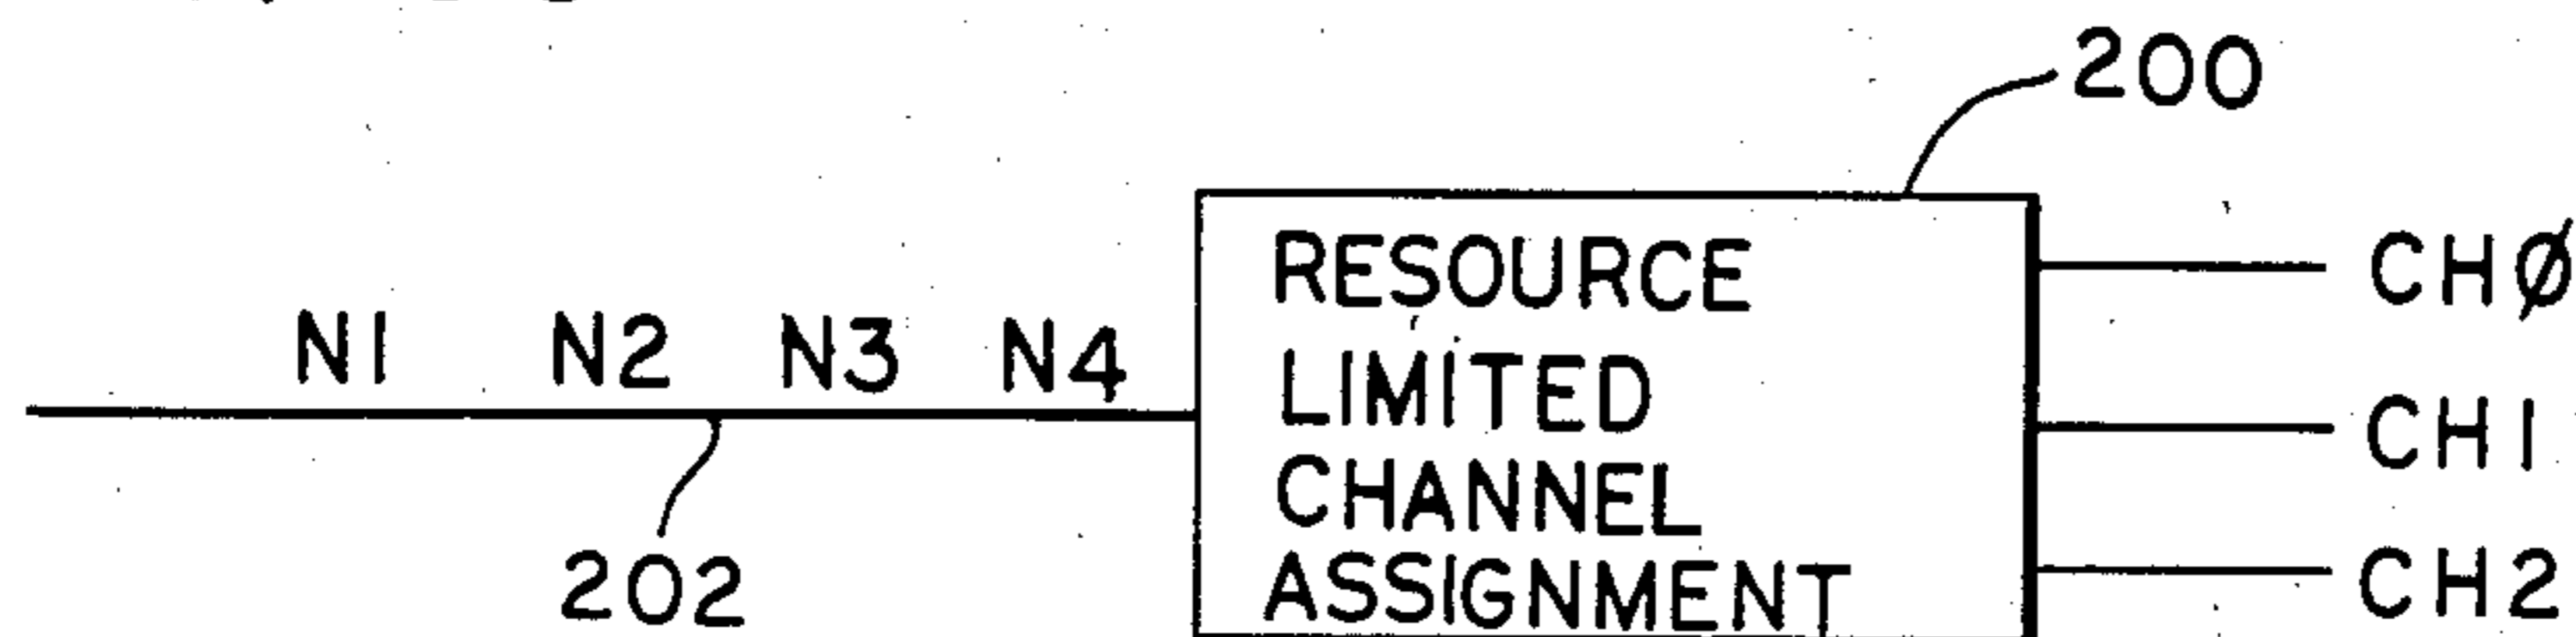 200
RESOURCE
LIMITED
CHANNEL
ASSIGNMENT
N1 N2 N3 N4
202
CHØ
CH1
CH2